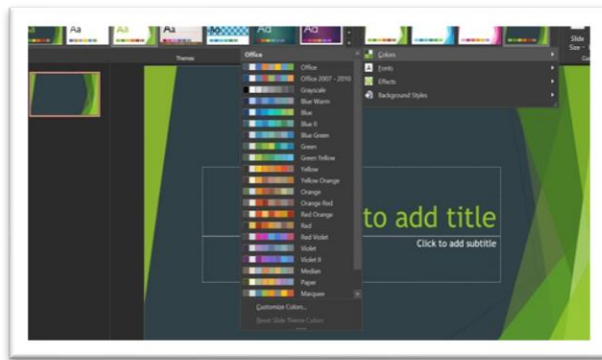 Aa
Aa
Themes
Slide
Size
Office
Office
Office 2007 - 2010
Grayscale
Blue Warm
Blue
Blue II
Blue Green
Green
Green Yellow
Yellow
Yellow Orange
Orange
Orange Red
Red Orange
Red
Red Violet
Violet
Violet II
Median
Paper
Marquee
Customize Colors...
Reset Slide Theme Colors
Colors
Fonts
Effects
Background Styles
to add title
Click to add subtitle